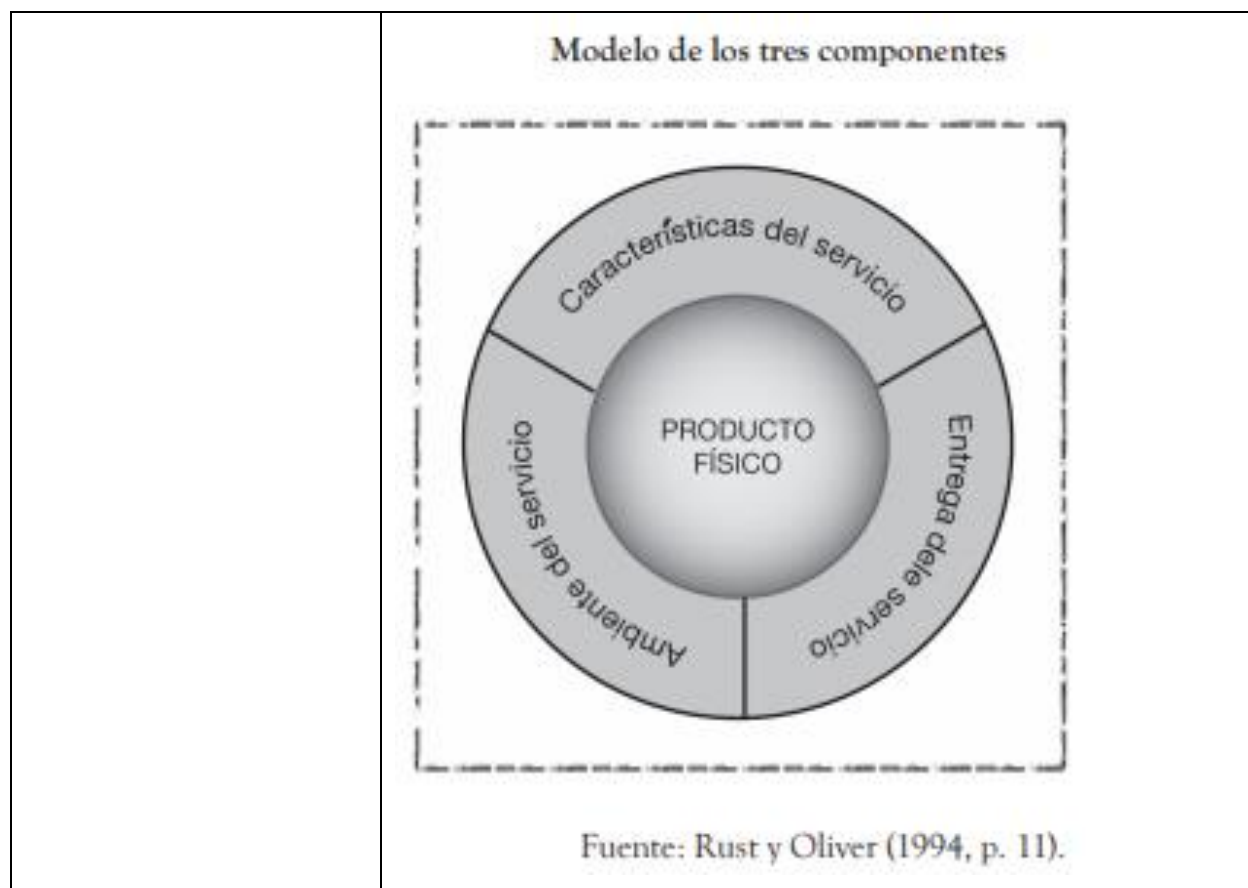 Modelo de los tres componentes
Características del servicio
PRODUCTO
FÍSICO
Ambiente del servicio
Entrega dele servicio
Fuente: Rust y Oliver (1994, p. 11).